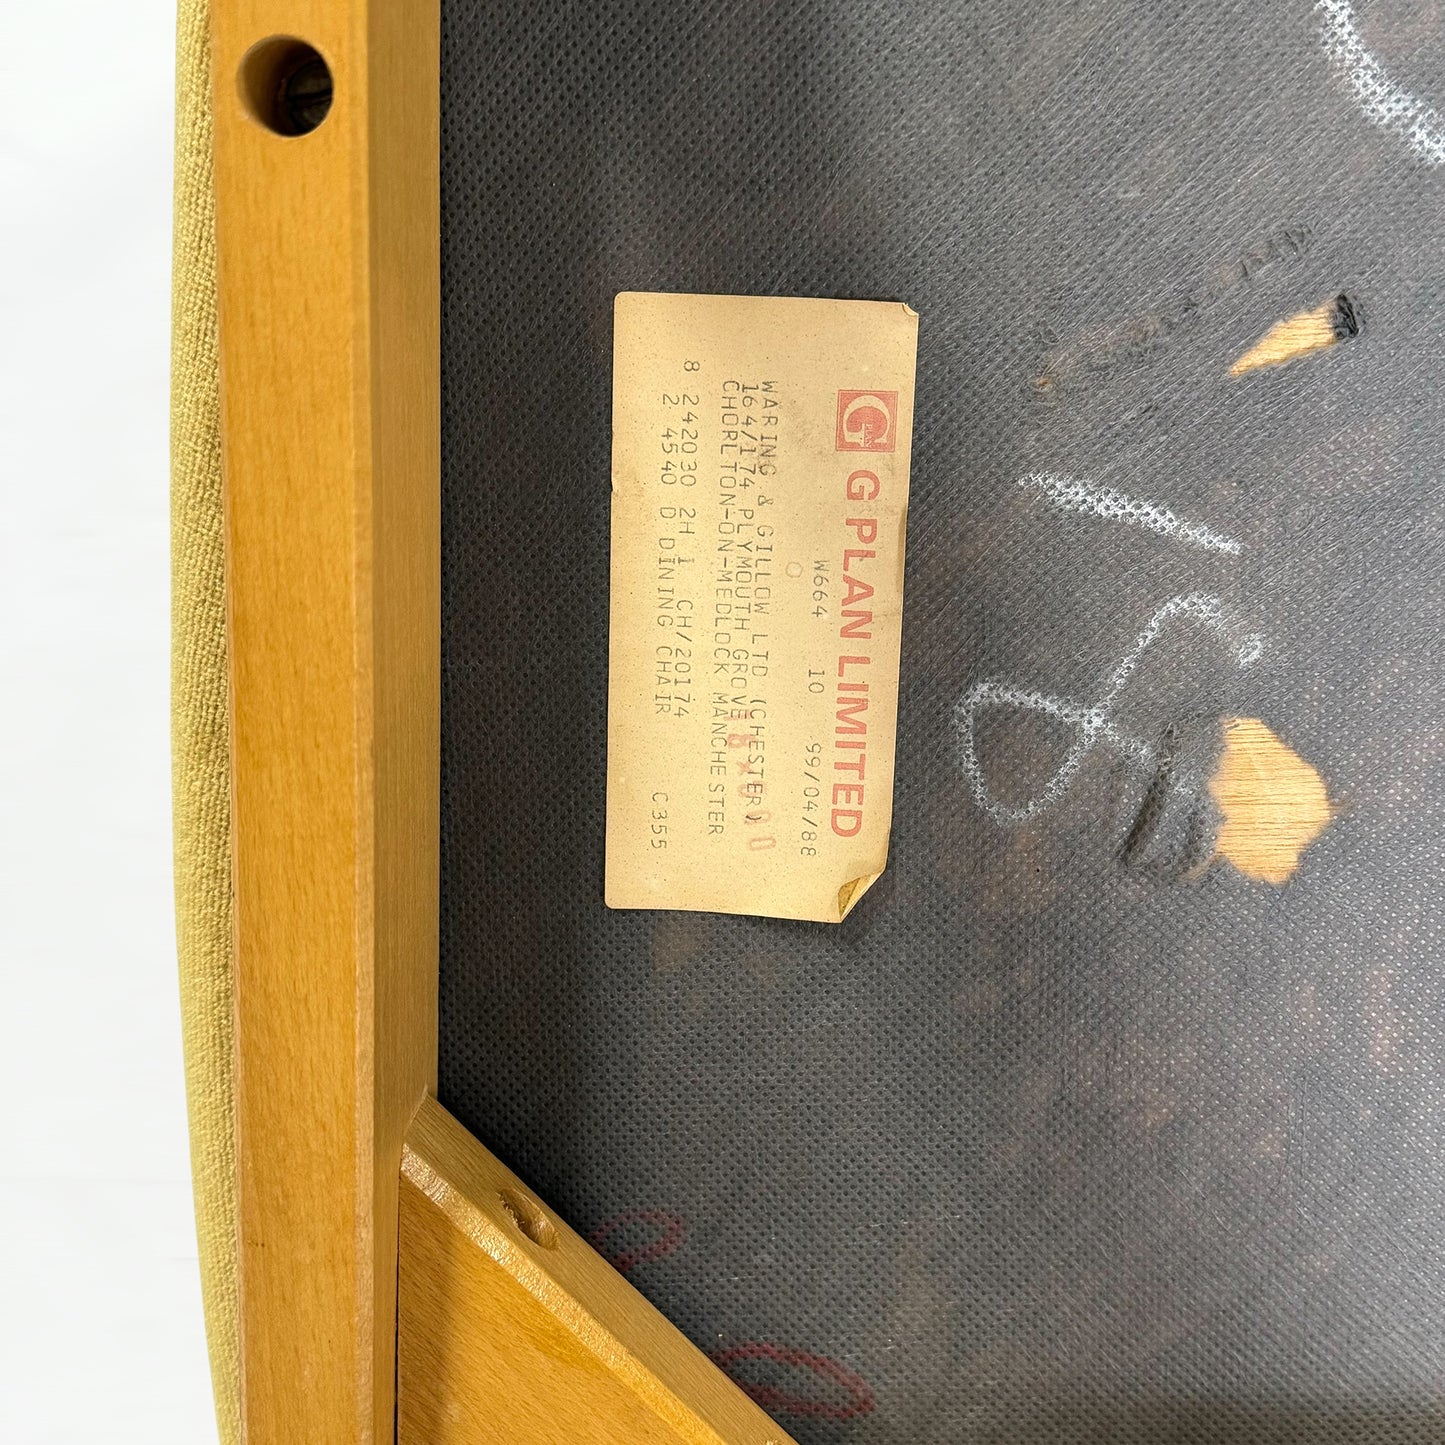 G PLAN LIMITED
W664 10 99/04/88
WARING & GILLOW LTD (CHESTER)
164/174 PLYMOUTH GROVE
CHORLTON-ON-MEDLOCK MANCHESTER
8 242030 2H 1 CH/20174
2 4540 D DINING CHAIR C355